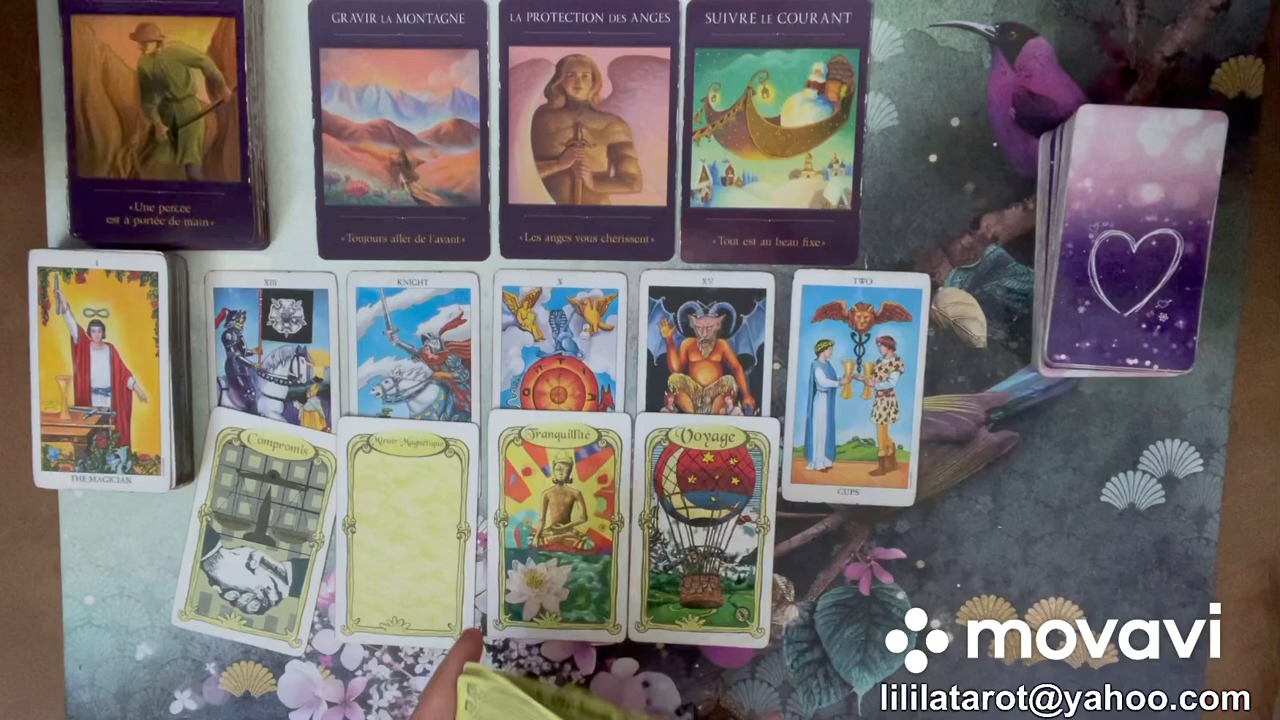 GRAVIR LA MONTAGNE
LA PROTECTION DES ANGES
SUIVRE LE COURANT
«Une percée
est à portée de main»
«Toujours aller de l'avant»
«Les anges vous chérissent»
«Tout est au beau fixe»
I
XIII
KNIGHT
X
XV
TWO
THE MAGICIAN
CUPS
Compromis
Miroir Magnétique
Tranquillité
Voyage
movavi
lililatarot@yahoo.com